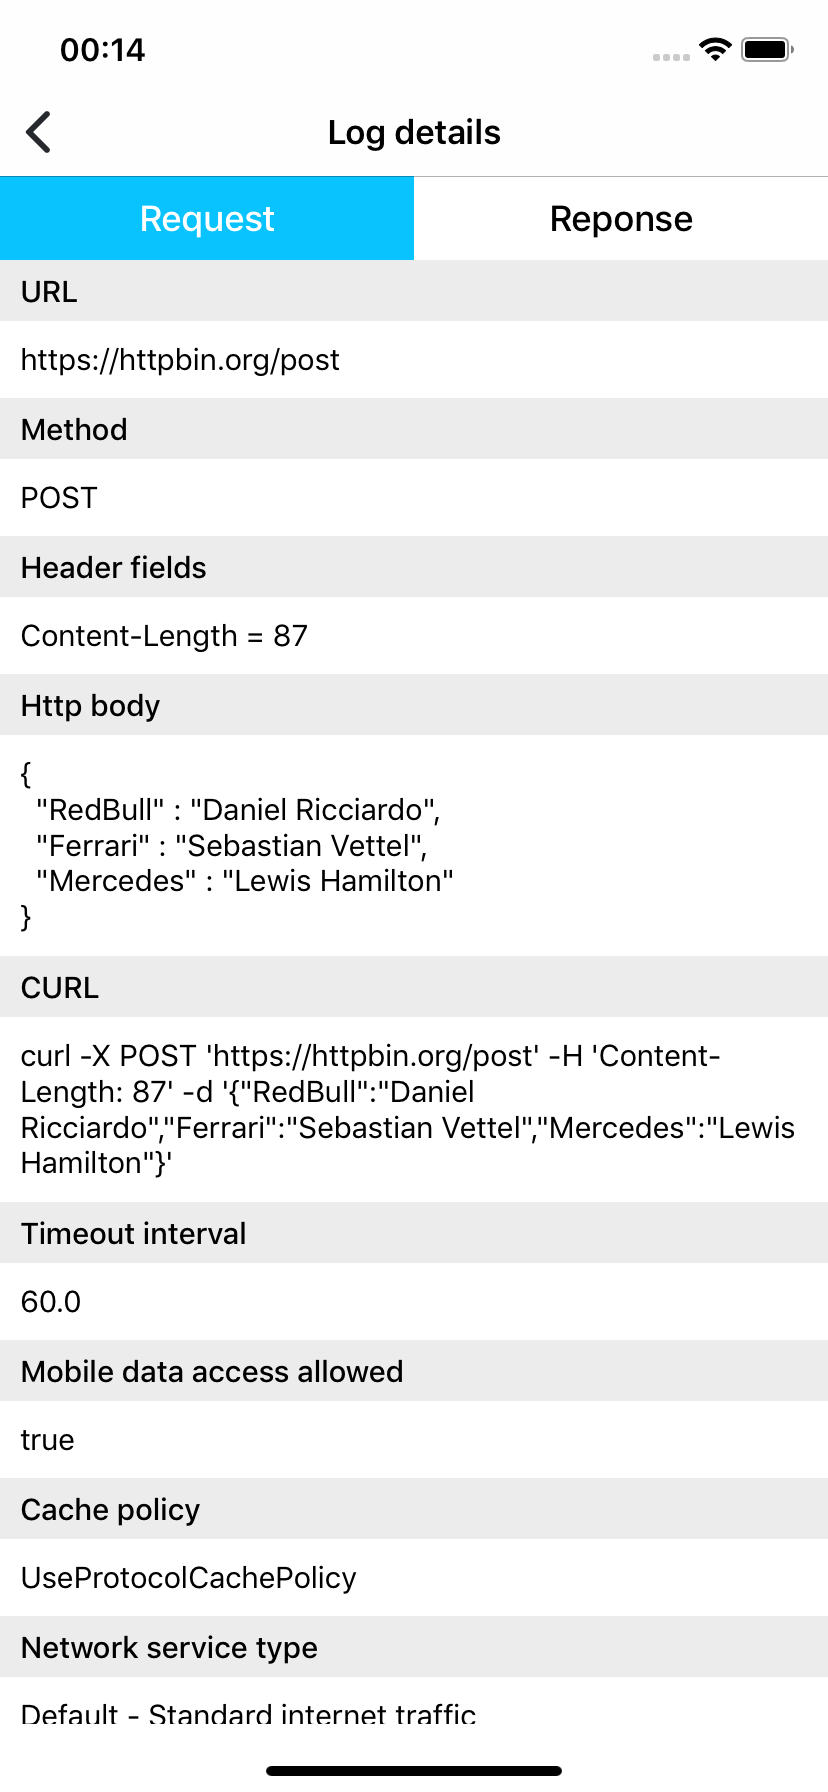 00:14
Log details
Request
Reponse
URL
https://httpbin.org/post
Method
POST
Header fields
Content-Length = 87
Http body
{
"RedBull" : "Daniel Ricciardo",
"Ferrari" : "Sebastian Vettel",
"Mercedes" : "Lewis Hamilton"
}
CURL
curl -X POST 'https://httpbin.org/post' -H 'Content-
Length: 87' -d '{"RedBull":"Daniel
Ricciardo","Ferrari":"Sebastian Vettel","Mercedes":"Lewis
Hamilton"}'
Timeout interval
60.0
Mobile data access allowed
true
Cache policy
UseProtocolCachePolicy
Network service type
Default - Standard internet traffic